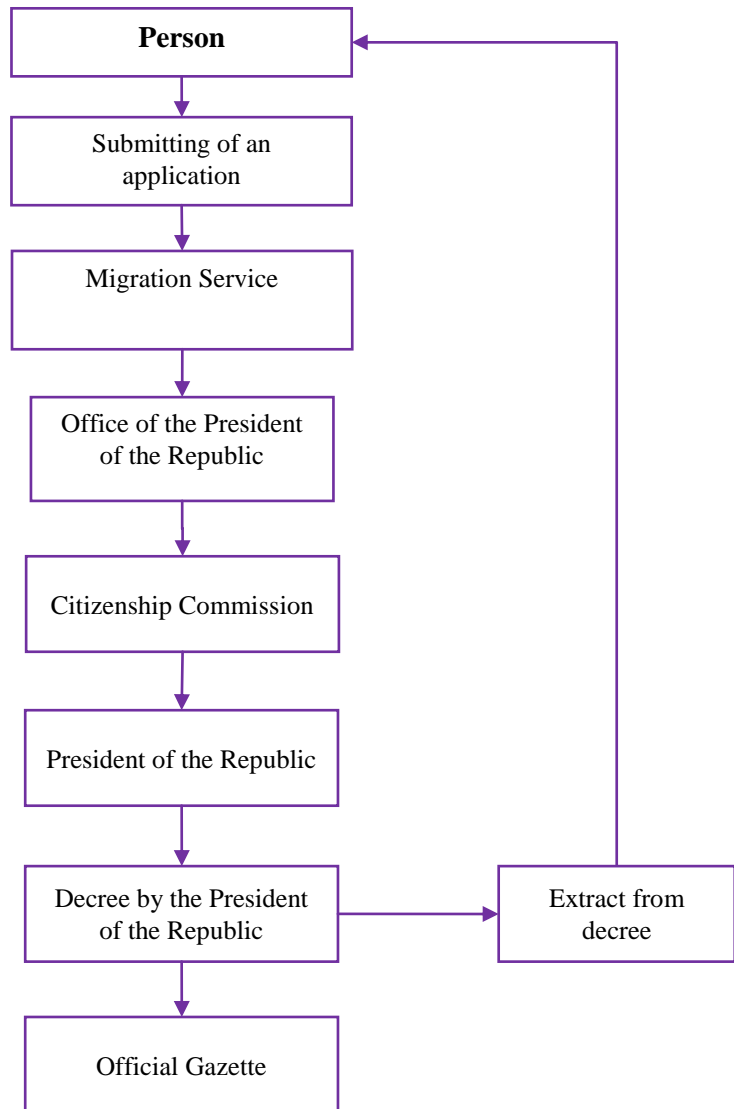 Person
Submitting of an
application
Migration Service
Office of the President
of the Republic
Citizenship Commission
President of the Republic
Decree by the President
of the Republic
Extract from
decree
Official Gazette